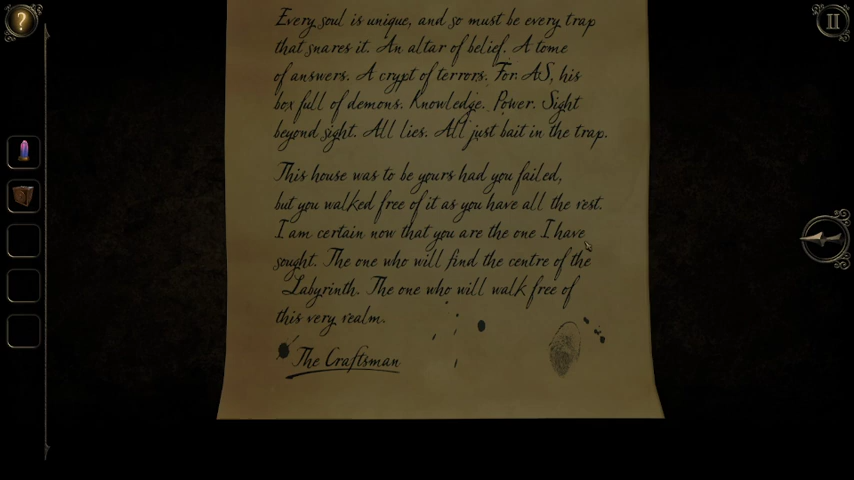 Every soul is unique, and so must be every trap
that snares it. An altar of belief. A tome
of answers. A crypt of terrors. For AS, his
box full of demons. Knowledge. Power. Sight
beyond sight. All lies. All just bait in the trap.
This house was to be yours had you failed,
but you walked free of it as you have all the rest.
I am certain now that you are the one I have
sought. The one who will find the centre of the
Labyrinth. The one who will walk free of
this very realm.
The Craftsman
?